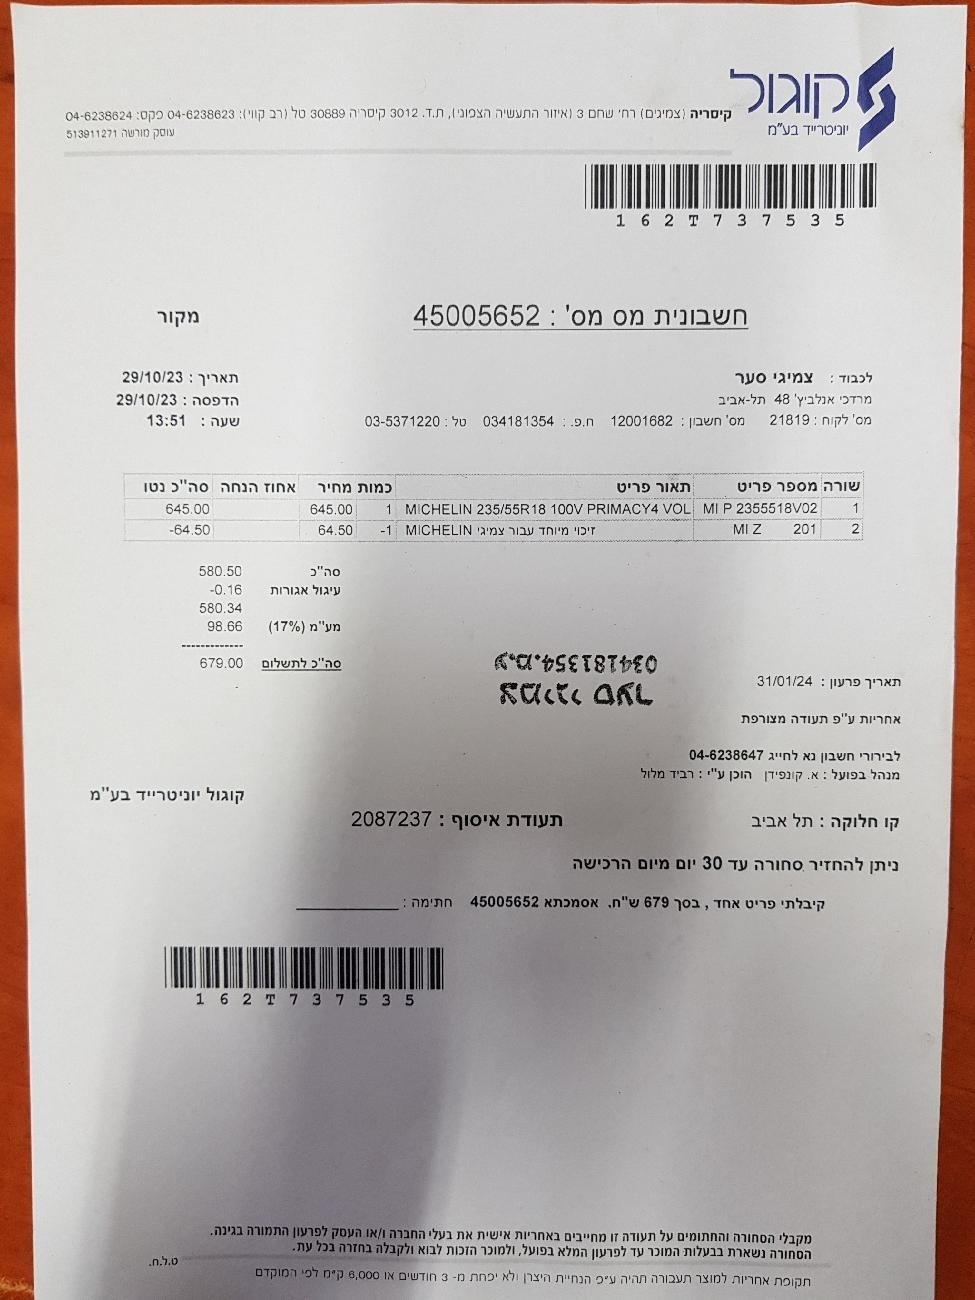 קוגול
יוניטרייד בע"מ
קיסריה (צמיגים) רח' שחם 3 (איזור התעשיה הצפוני), ת.ד. 3012 קיסריה 30889 טל (רב קווי): 04-6238623 פקס: 04-6238624
עוסק מורשה 513911271
162T737535
חשבונית מס מס' : 45005652
מקור
לכבוד : צמיגי סער
תאריך : 29/10/23
מרדכי אנלביץ' 48 תל-אביב
הדפסה : 29/10/23
מס' לקוח : 21819 מס' חשבון : 12001682 ח.פ. : 034181354 טל : 03-5371220
שעה : 13:51
שורה מספר פריט תאור פריט כמות מחיר אחוז הנחה סה"כ נטו
1 MI P 2355518V02 MICHELIN 235/55R18 100V PRIMACY4 VOL 1 645.00 645.00
2 MI Z 201 זיכוי מיוחד עבור צמיגי MICHELIN -1 64.50 -64.50
סה"כ 580.50
עיגול אגורות -0.16
580.34
מע"מ (17%) 98.66
-------------
סה"כ לתשלום 679.00
צמיגי סער
ע.מ. 034181354
תאריך פרעון : 31/01/24
אחריות ע"פ תעודה מצורפת
לבירורי חשבון נא לחייג 04-6238647
מנהל בפועל : א. קונפידן הוכן ע"י : רביד מלול
קוגול יוניטרייד בע"מ
קו חלוקה : תל אביב תעודת איסוף : 2087237
ניתן להחזיר סחורה עד 30 יום מיום הרכישה
קיבלתי פריט אחד , בסך 679 ש"ח. אסמכתא 45005652 חתימה : ____________
162T737535
מקבלי הסחורה והחתומים על תעודה זו מחייבים באחריות אישית את בעלי החברה ו/או העסק לפרעון התמורה בגינה.
הסחורה נשארת בבעלות המוכר עד לפרעון המלא בפועל, ולמוכר הזכות לבוא ולקבלה בחזרה בכל עת.
ט.ל.ח.
תקופת אחריות למוצר תעבורה תהיה ע"פ הנחיית היצרן ולא יפחת מ- 3 חודשים או 6,000 ק"מ לפי המוקדם